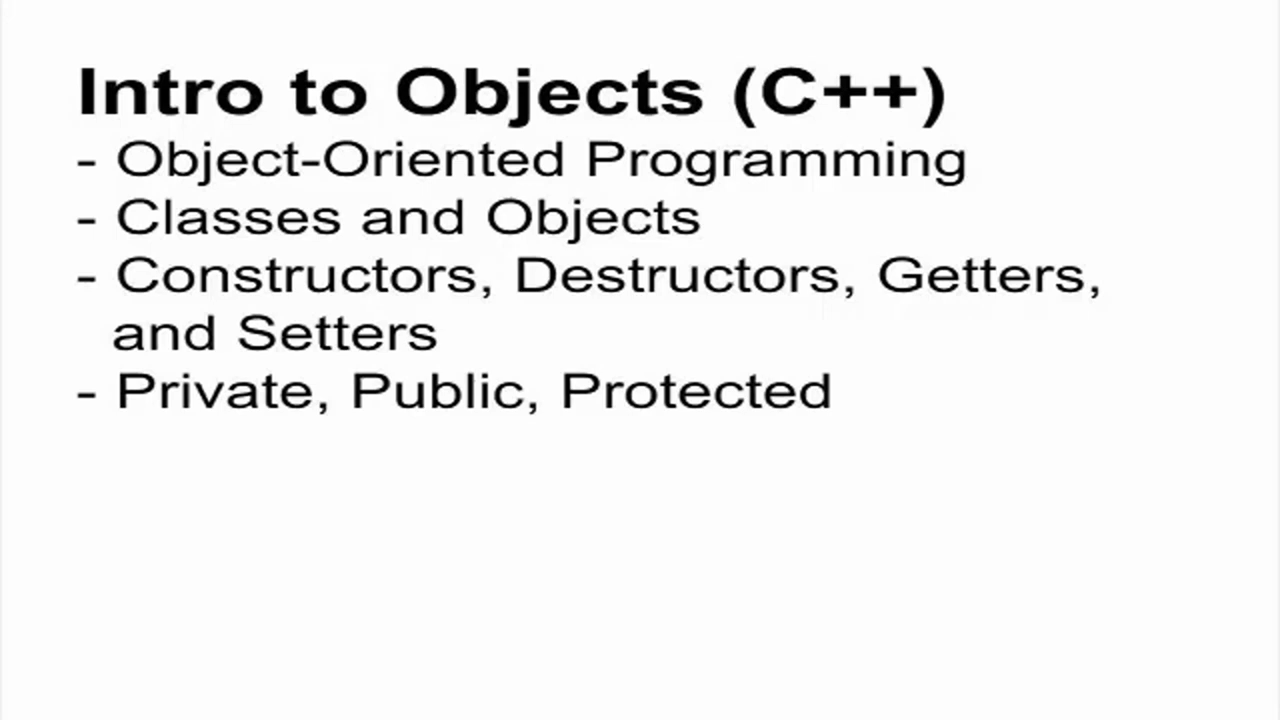 Intro to Objects (C++)
- Object-Oriented Programming
- Classes and Objects
- Constructors, Destructors, Getters,
and Setters
- Private, Public, Protected